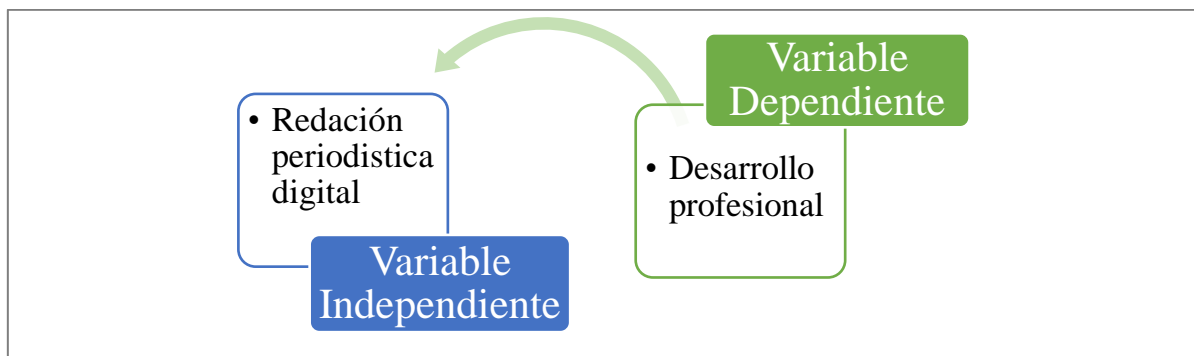 • Redación
periodistica
digital
Variable
Independiente
Variable
Dependiente
• Desarrollo
profesional